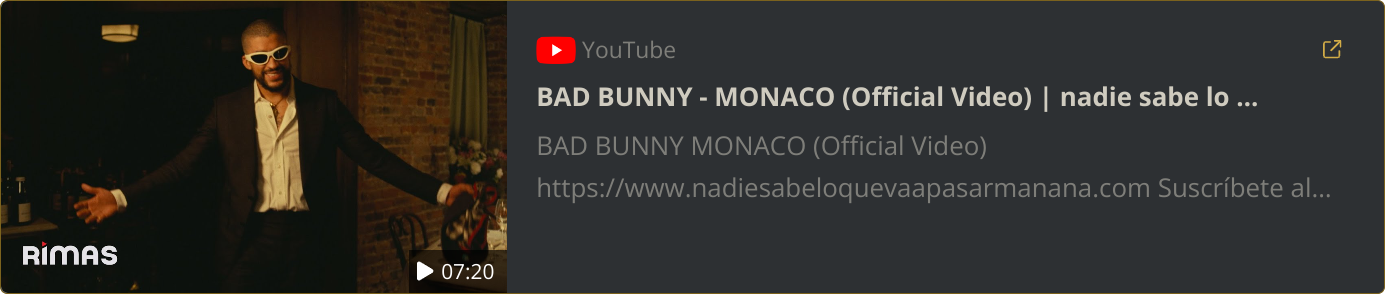 YouTube
BAD BUNNY - MONACO (Official Video) | nadie sabe lo ...
BAD BUNNY MONACO (Official Video)
https://www.nadiesabeloquevaapasarmanana.com Suscríbete al...
RIMAS
07:20